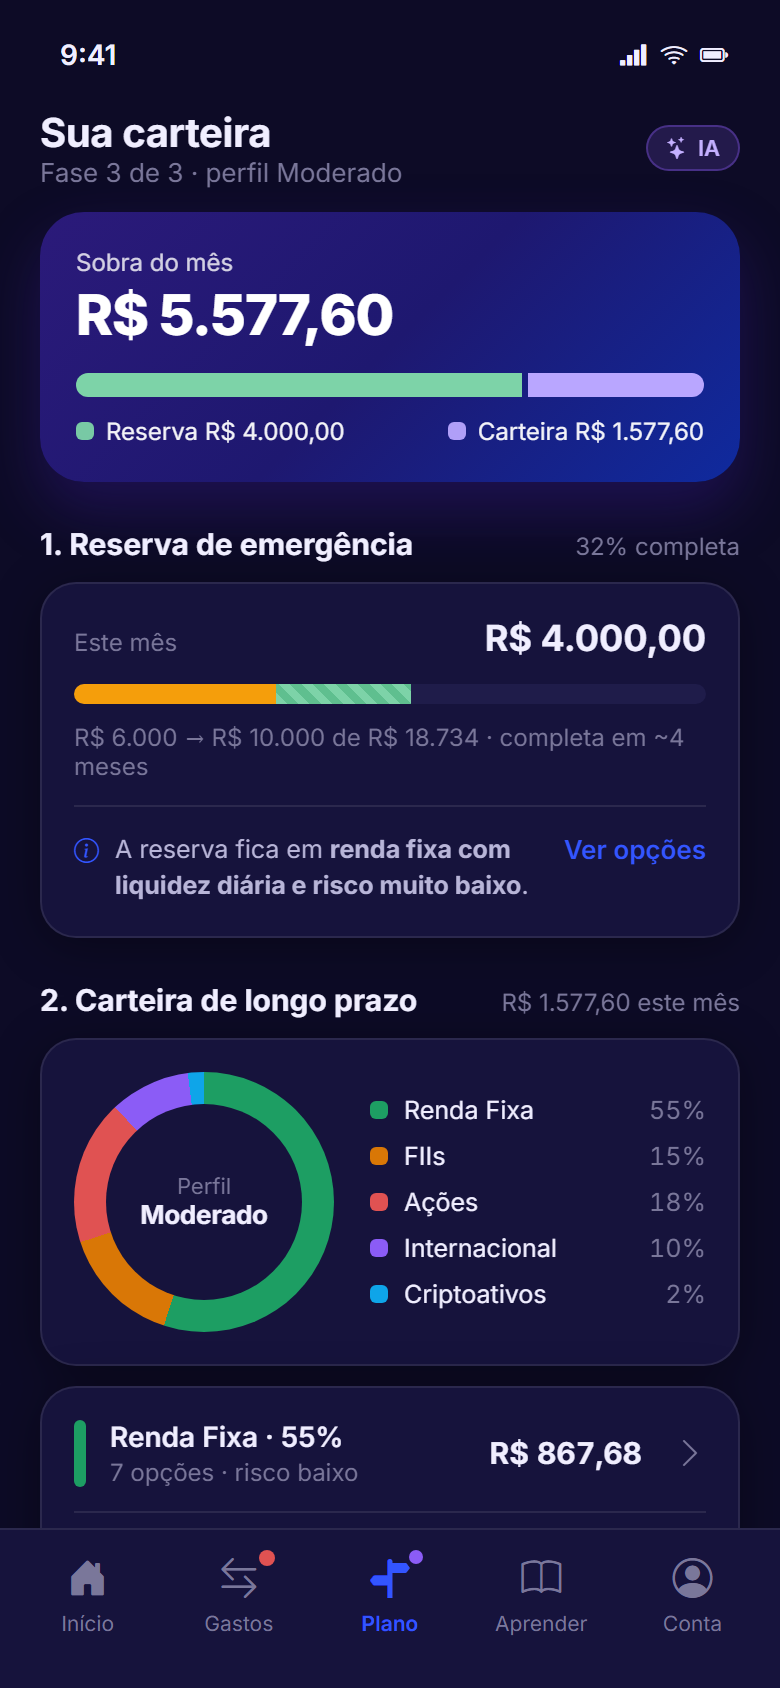 9:41
Sua carteira
Fase 3 de 3 · perfil Moderado
IA
Sobra do mês
R$ 5.577,60
Reserva R$ 4.000,00
Carteira R$ 1.577,60
1. Reserva de emergência
32% completa
Este mês
R$ 4.000,00
R$ 6.000 → R$ 10.000 de R$ 18.734 · completa em ~4
meses
A reserva fica em renda fixa com
liquidez diária e risco muito baixo.
Ver opções
2. Carteira de longo prazo
R$ 1.577,60 este mês
Perfil
Moderado
Renda Fixa 55%
FIIs 15%
Ações 18%
Internacional 10%
Criptoativos 2%
Renda Fixa · 55%
7 opções · risco baixo
R$ 867,68
Início
Gastos
Plano
Aprender
Conta